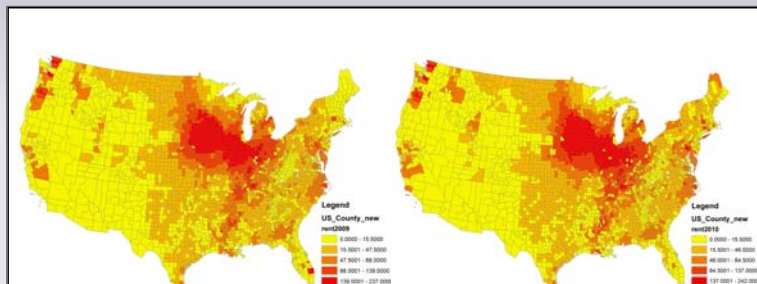 Legend
US_County_new
rent2009
0.0000 - 15.5000
15.5001 - 47.5000
47.5001 - 88.0000
88.0001 - 139.0000
139.0001 - 237.0000
Legend
US_County_new
rent2010
0.0000 - 15.5000
15.5001 - 46.0000
46.0001 - 84.5000
84.5001 - 137.0000
137.0001 - 242.0000